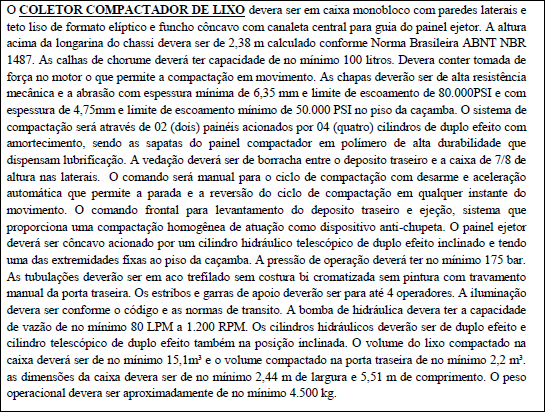 O COLETOR COMPACTADOR DE LIXO devera ser em caixa monobloco com paredes laterais e
teto liso de formato elíptico e funcho côncavo com canaleta central para guia do painel ejetor. A altura
acima da longarina do chassi devera ser de 2,38 m calculado conforme Norma Brasileira ABNT NBR
1487. As calhas de chorume deverá ter capacidade de no mínimo 100 litros. Devera conter tomada de
força no motor o que permite a compactação em movimento. As chapas deverão ser de alta resistência
mecânica e a abrasão com espessura mínima de 6,35 mm e limite de escoamento de 80.000PSI e com
espessura de 4,75mm e limite de escoamento mínimo de 50.000 PSI no piso da caçamba. O sistema de
compactação será através de 02 (dois) painéis acionados por 04 (quatro) cilindros de duplo efeito com
amortecimento, sendo as sapatas do painel compactador em polímero de alta durabilidade que
dispensam lubrificação. A vedação deverá ser de borracha entre o deposito traseiro e a caixa de 7/8 de
altura nas laterais. O comando será manual para o ciclo de compactação com desarme e aceleração
automática que permite a parada e a reversão do ciclo de compactação em qualquer instante do
movimento. O comando frontal para levantamento do deposito traseiro e ejeção, sistema que
proporciona uma compactação homogênea de atuação como dispositivo anti-chupeta. O painel ejetor
deverá ser côncavo acionado por um cilindro hidráulico telescópico de duplo efeito inclinado e tendo
uma das extremidades fixas ao piso da caçamba. A pressão de operação deverá ter no mínimo 175 bar.
As tubulações deverão ser em aco trefilado sem costura bi cromatizada sem pintura com travamento
manual da porta traseira. Os estribos e garras de apoio deverão ser para até 4 operadores. A iluminação
devera ser conforme o código e as normas de transito. A bomba de hidráulica devera ter a capacidade
de vazão de no mínimo 80 LPM a 1.200 RPM. Os cilindros hidráulicos deverão ser de duplo efeito e
cilindro telescópico de duplo efeito também na posição inclinada. O volume do lixo compactado na
caixa deverá ser de no mínimo 15,1m³ e o volume compactado na porta traseira de no mínimo 2,2 m³.
as dimensões da caixa devera ser de no mínimo 2,44 m de largura e 5,51 m de comprimento. O peso
operacional devera ser aproximadamente de no mínimo 4.500 kg.